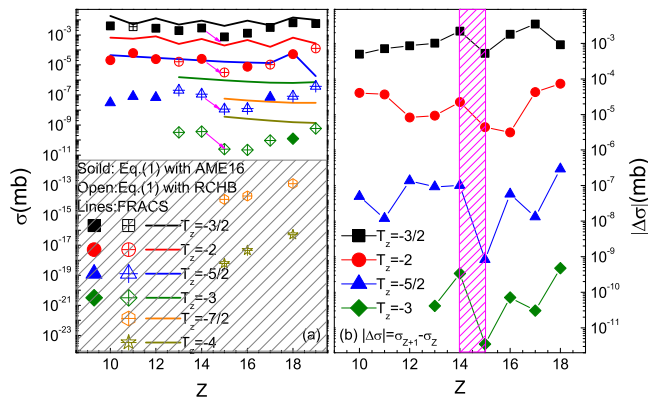 10^-3
10^-5
10^-7
10^-9
10^-11
10^-13
10^-15
10^-17
10^-19
10^-21
10^-23
σ(mb)
Soild: Eq.(1) with AME16
Open:Eq.(1) with RCHB
Lines:FRACS
T_z=-3/2
T_z=-2
T_z=-5/2
T_z=-3
T_z=-7/2
T_z=-4
(a)
10 12 14 16 18
Z
(b)
10^-3
10^-4
10^-5
10^-6
10^-7
10^-8
10^-9
10^-10
10^-11
|Δσ|(mb)
T_z=-3/2
T_z=-2
T_z=-5/2
T_z=-3
(b) |Δσ|=σ_Z+1-σ_Z
10 12 14 16 18
Z